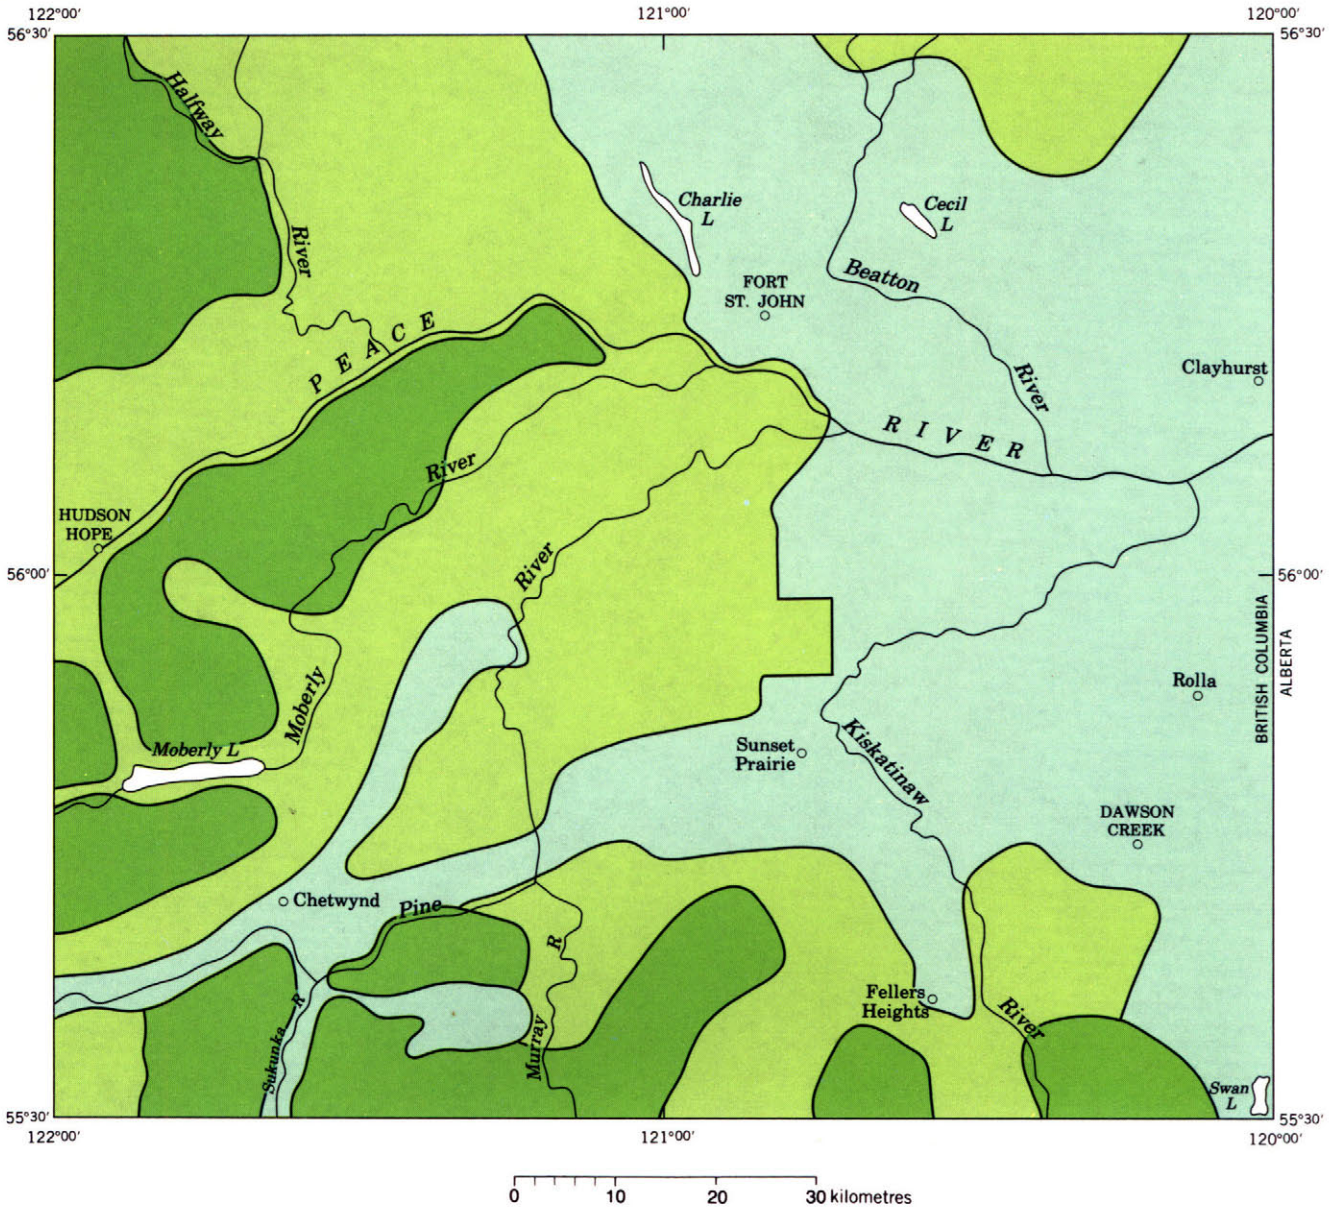 122°00′
121°00′
120°00′
56°30′
56°30′
Halfway
River
Charlie
L
Cecil
L
Beatton
River
FORT
ST. JOHN
Clayhurst
PEACE
RIVER
River
HUDSON
HOPE
River
56°00′
56°00′
BRITISH COLUMBIA
ALBERTA
Moberly
Moberly L
Rolla
Sunset
Prairie
Kiskatinaw
DAWSON
CREEK
Chetwynd
Pine
R
Murray
Sukunka
R
Fellers
Heights
River
Swan
L
55°30′
55°30′
122°00′
121°00′
120°00′
0 10 20 30 kilometres